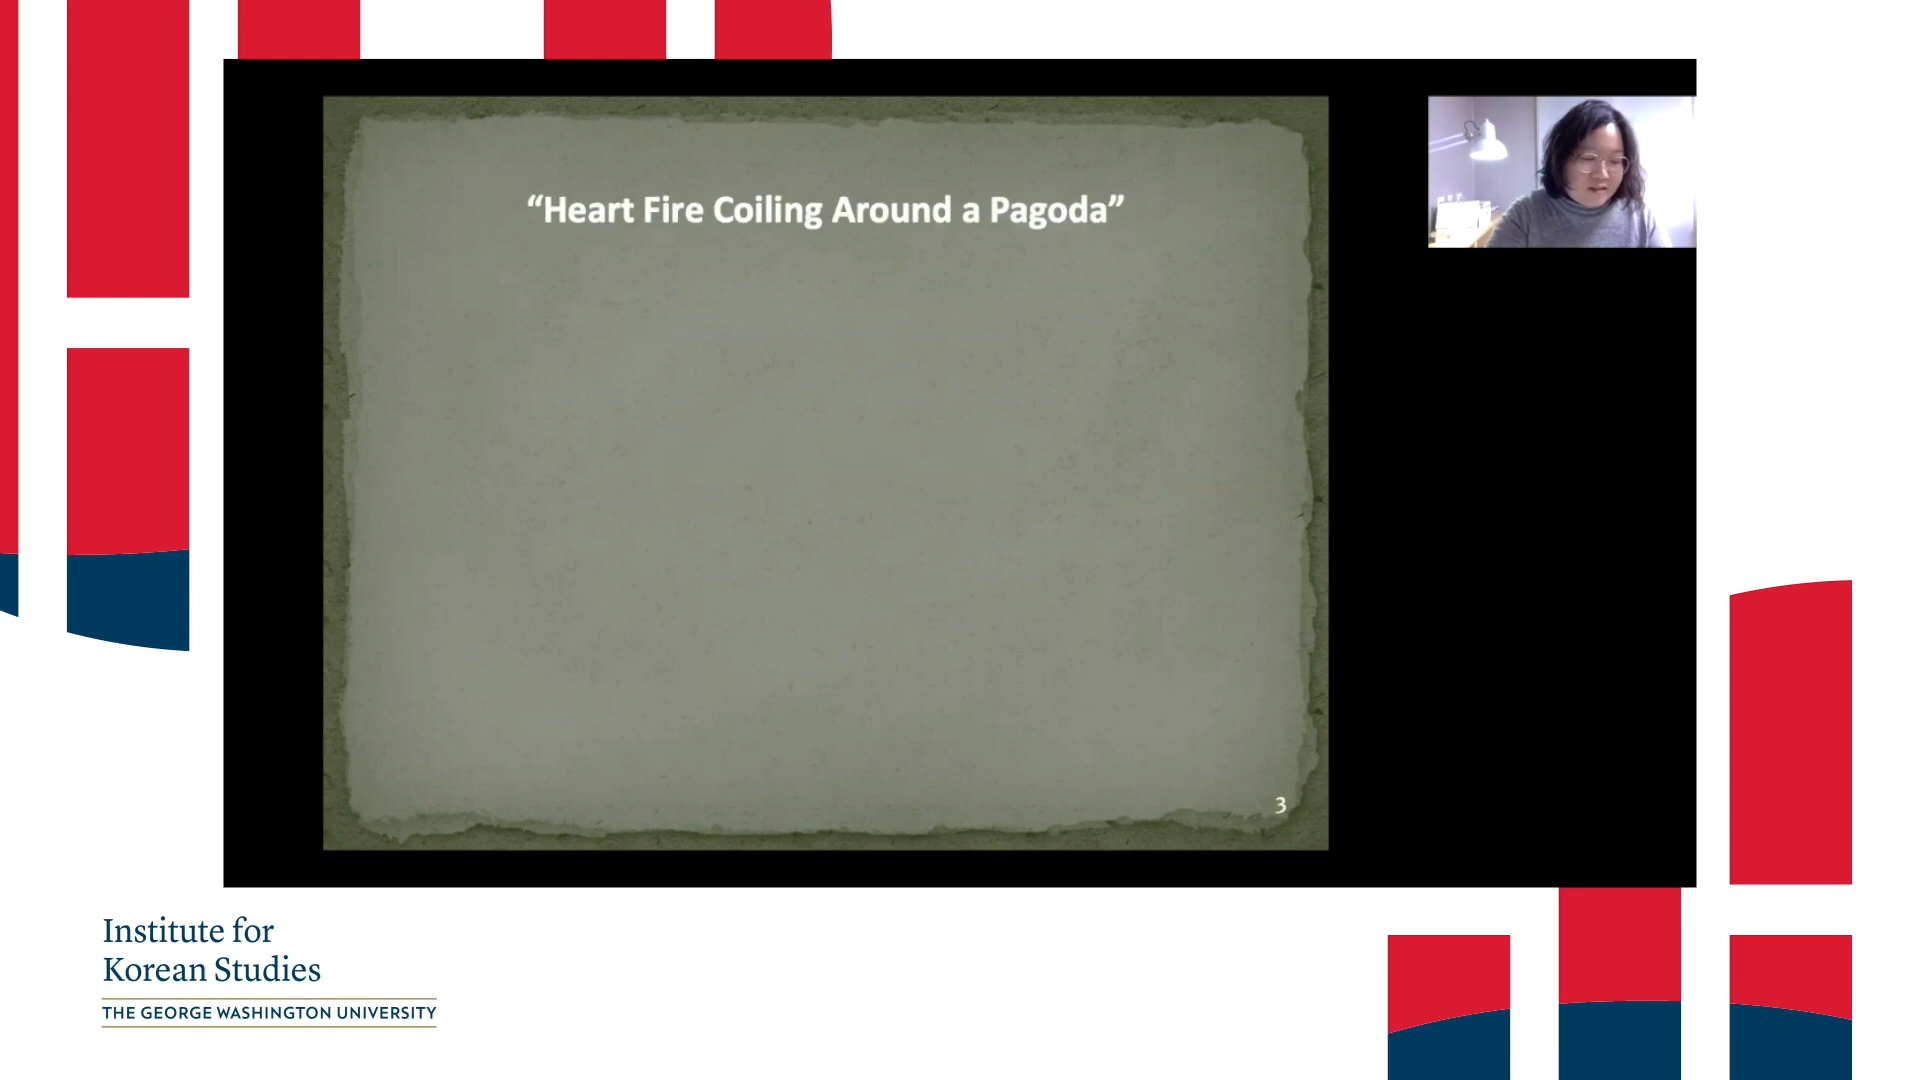 “Heart Fire Coiling Around a Pagoda”
3
Institute for
Korean Studies
THE GEORGE WASHINGTON UNIVERSITY